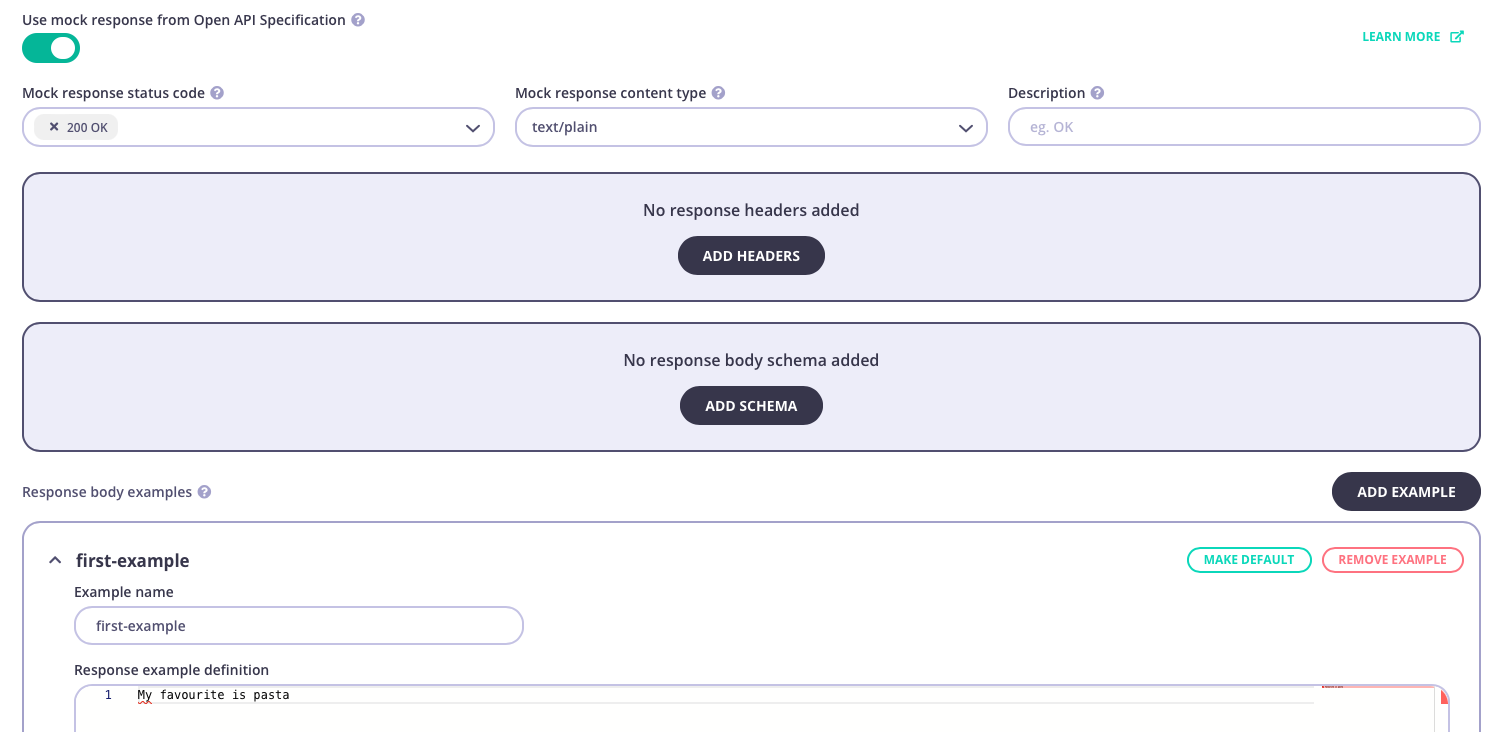 Use mock response from Open API Specification ?
LEARN MORE
Mock response status code ?
Mock response content type ?
Description ?
× 200 OK
text/plain
eg. OK
No response headers added
ADD HEADERS
No response body schema added
ADD SCHEMA
Response body examples ?
ADD EXAMPLE
first-example
MAKE DEFAULT
REMOVE EXAMPLE
Example name
first-example
Response example definition
1 My favourite is pasta